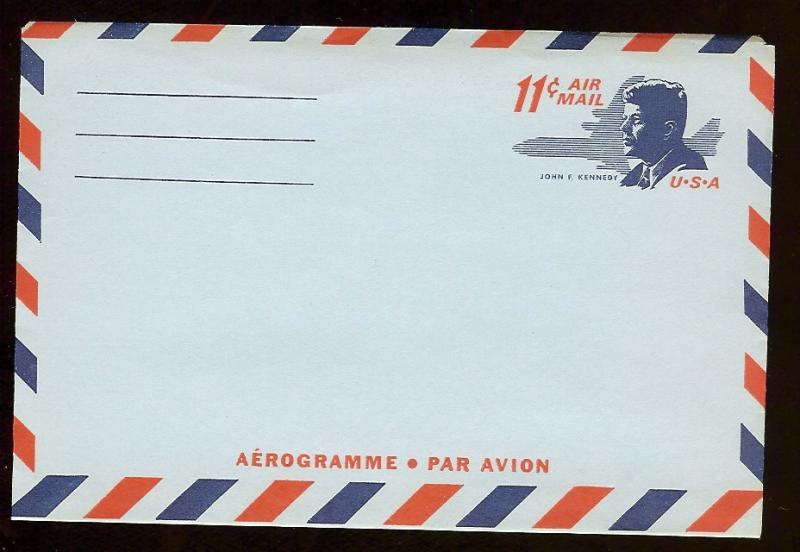 11¢ AIR MAIL
JOHN F. KENNEDY
U•S•A
AÉROGRAMME • PAR AVION